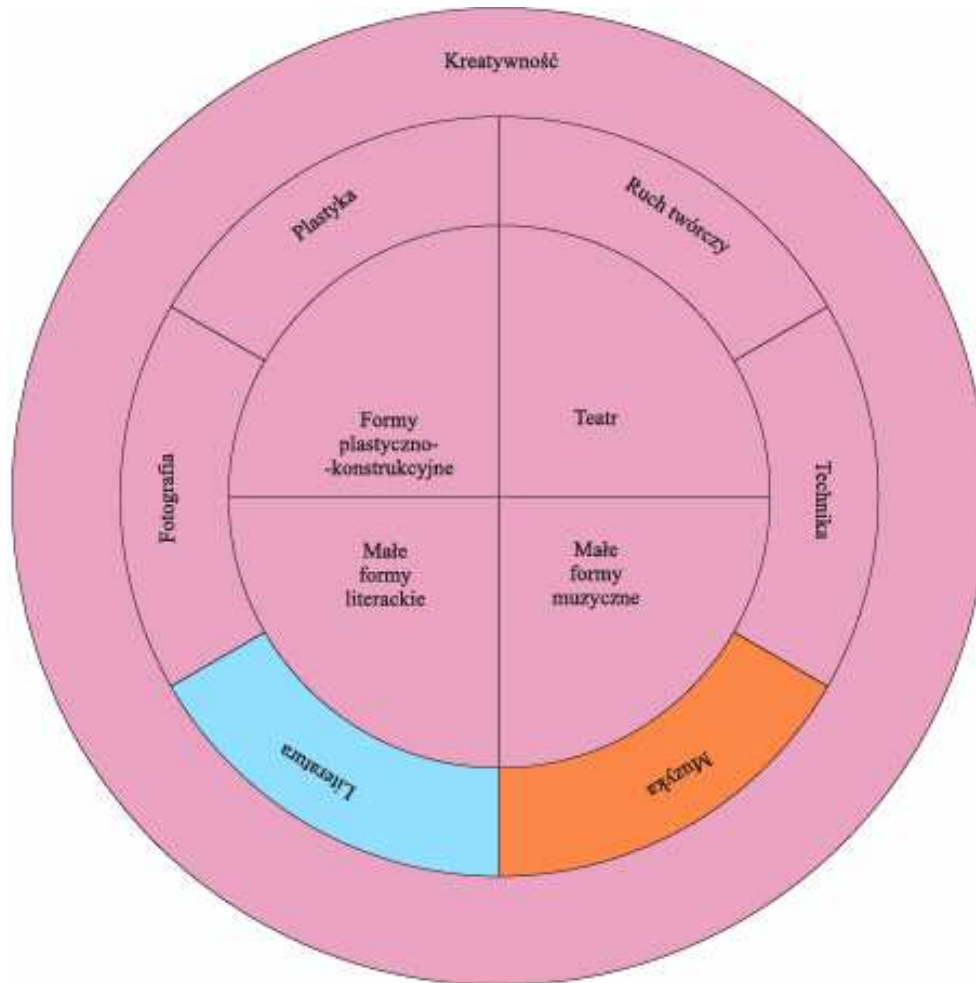 Kreatywność
Plastyka
Ruch twórczy
Formy
plastyczno-
-konstrukcyjne
Teatr
Fotografia
Technika
Małe
formy
literackie
Małe
formy
muzyczne
Literatura
Muzyka